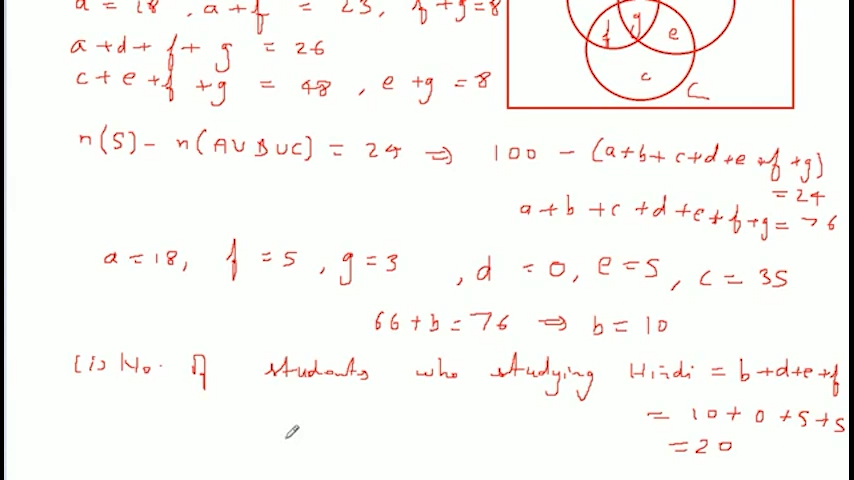 a = 18, a+f = 23, f+g=8
a+d+f+g = 26
c+e+f+g = 48, e+g=8
f g e
c
C
n(S) - n(AUBUC) = 24 ⇒ 100 - (a+b+c+d+e+f+g)
= 24
a+b+c+d+e+f+g= 76
a=18, f=5, g=3, d=0, e=5, c=35
66+b=76 ⇒ b=10
(i) No. of students who studying Hindi = b+d+e+f
= 10+0+5+5
= 20